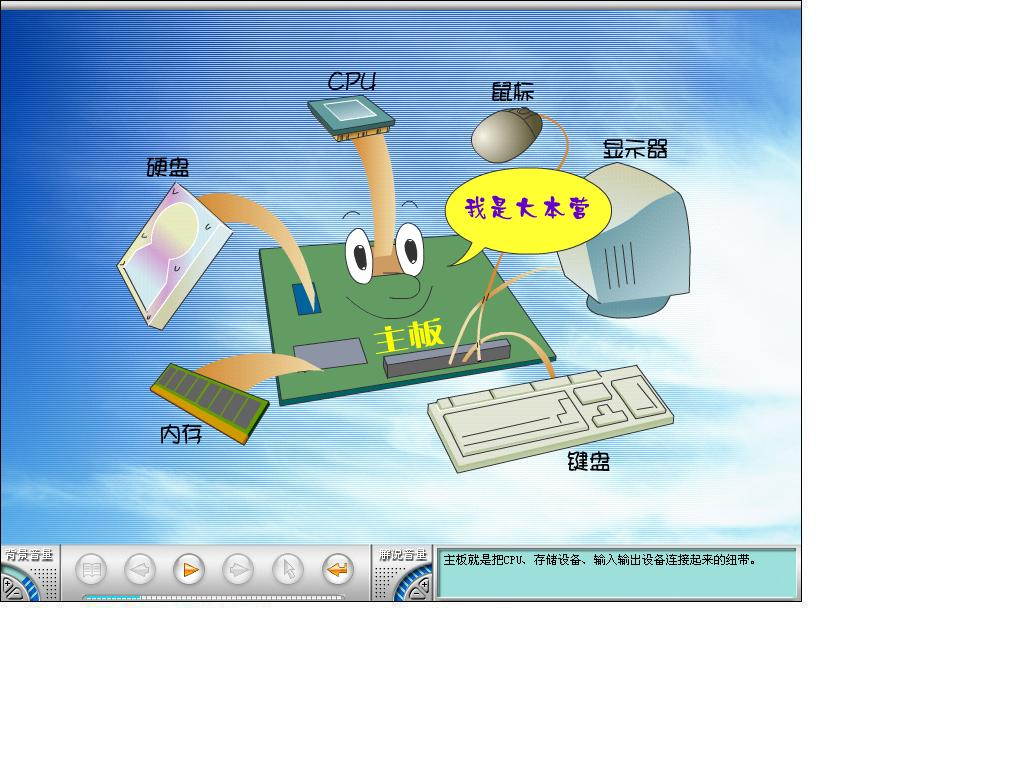 CPU
鼠标
显示器
硬盘
我是大本营
主板
内存
键盘
背景音量
解说音量
主板就是把CPU、存储设备、输入输出设备连接起来的纽带。